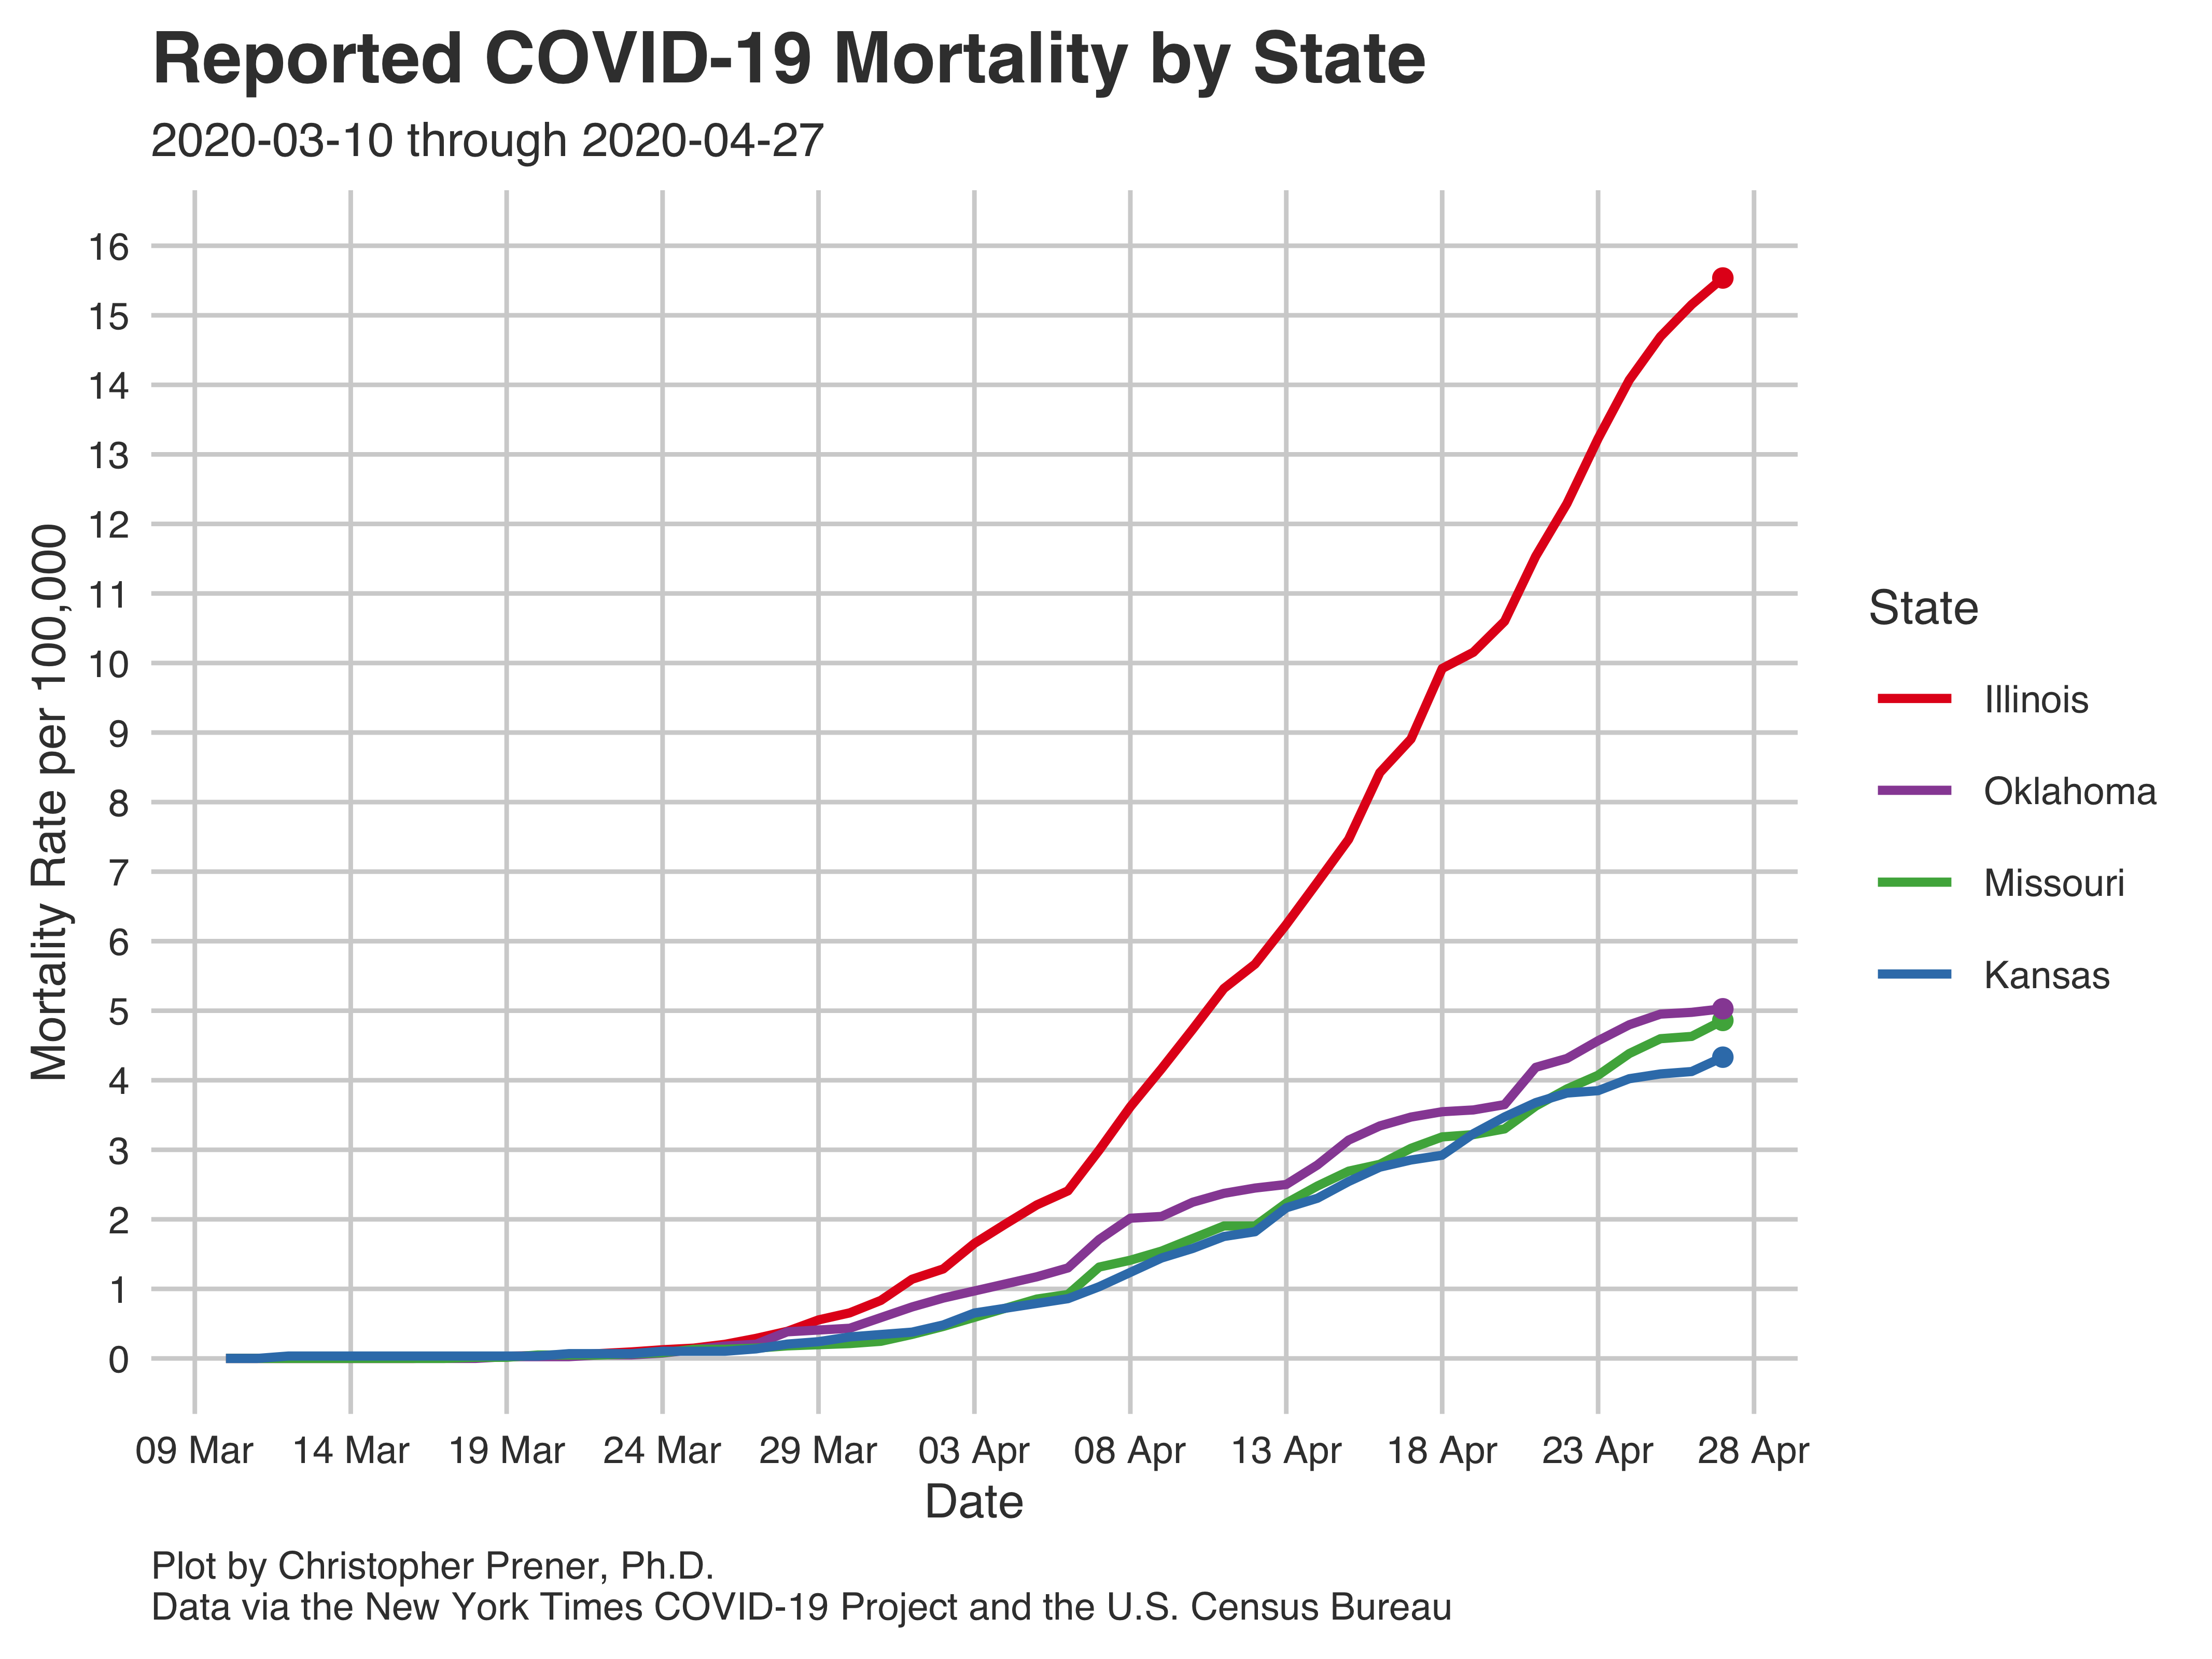 Reported COVID-19 Mortality by State
2020-03-10 through 2020-04-27
Mortality Rate per 100,000
16
15
14
13
12
11
10
9
8
7
6
5
4
3
2
1
0
09 Mar 14 Mar 19 Mar 24 Mar 29 Mar 03 Apr 08 Apr 13 Apr 18 Apr 23 Apr 28 Apr
Date
State
Illinois
Oklahoma
Missouri
Kansas
Plot by Christopher Prener, Ph.D.
Data via the New York Times COVID-19 Project and the U.S. Census Bureau